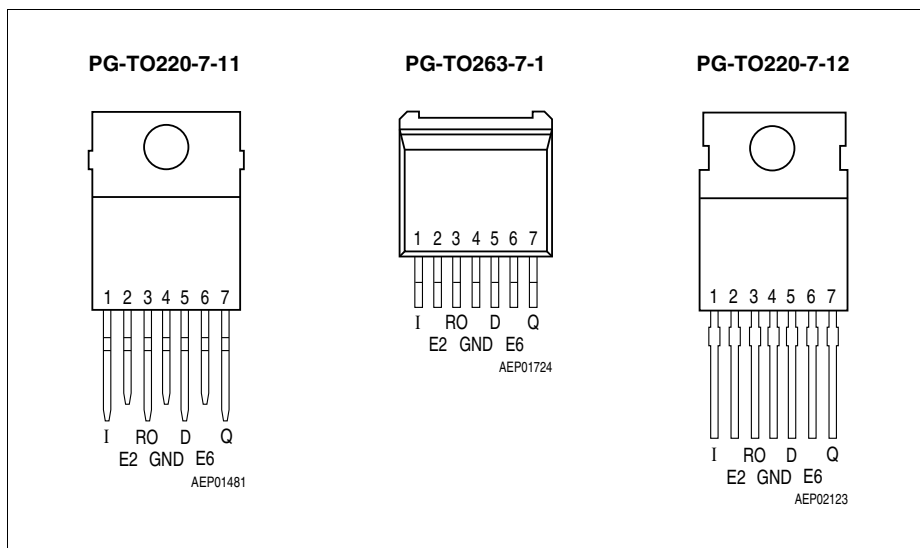 PG-TO220-7-11
PG-TO263-7-1
PG-TO220-7-12
1 2 3 4 5 6 7
I RO D Q
E2 GND E6
AEP01481
1 2 3 4 5 6 7
I RO D Q
E2 GND E6
AEP01724
1 2 3 4 5 6 7
I RO D Q
E2 GND E6
AEP02123